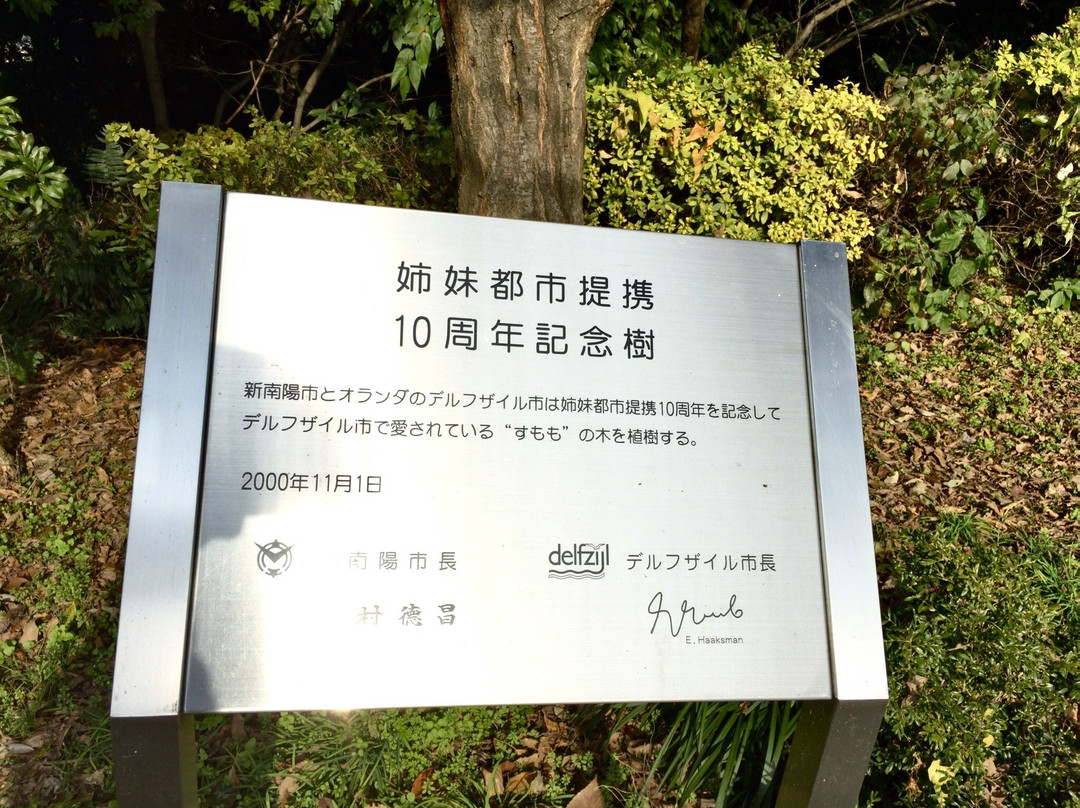 姉妹都市提携
10周年記念樹
新南陽市とオランダのデルフザイル市は姉妹都市提携10周年を記念して
デルフザイル市で愛されている“すもも”の木を植樹する。
2000年11月1日
南陽市長
村德昌
delfzijl
デルフザイル市長
E. Haaksman